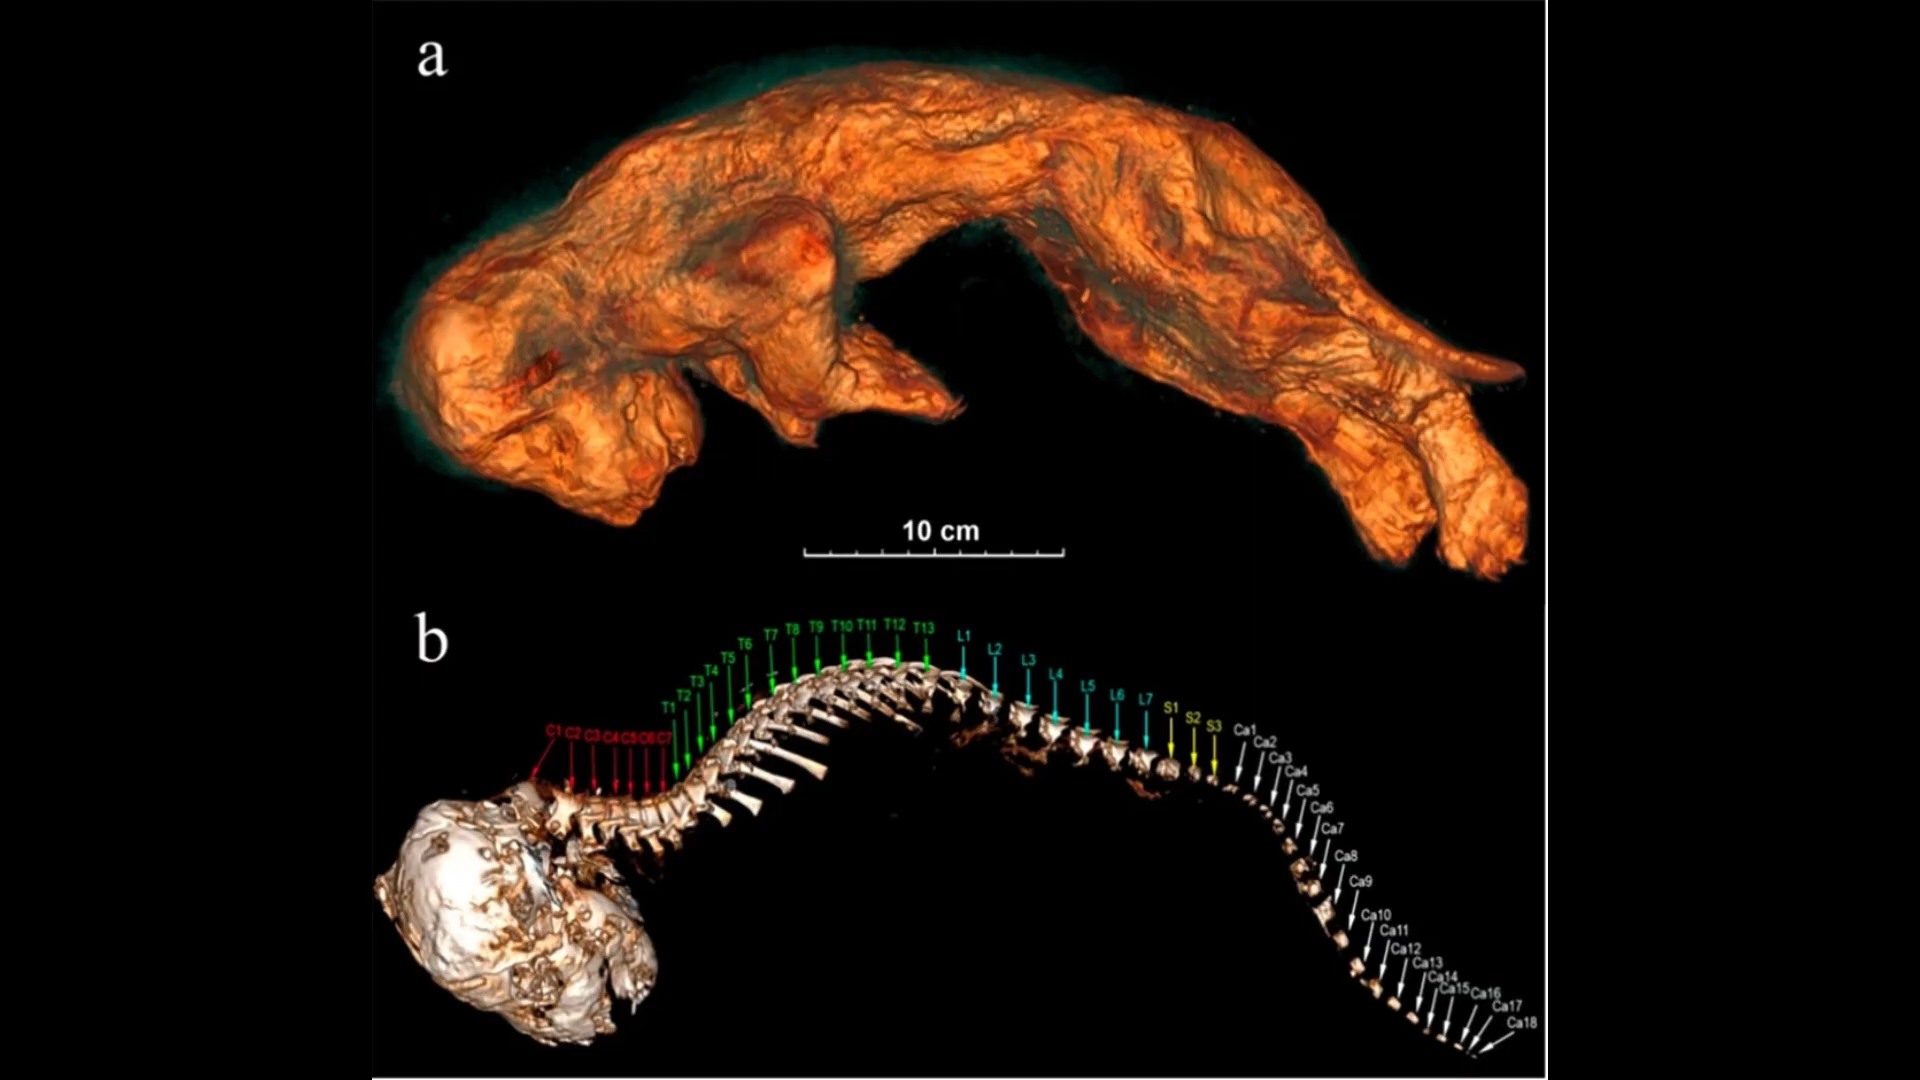 a
10 cm
b
C1 C2 C3 C4 C5 C6 C7
T1 T2 T3 T4 T5 T6 T7 T8 T9 T10 T11 T12 T13
L1 L2 L3 L4 L5 L6 L7
S1 S2 S3
Ca1 Ca2 Ca3 Ca4 Ca5 Ca6 Ca7 Ca8 Ca9 Ca10 Ca11 Ca12 Ca13 Ca14 Ca15 Ca16 Ca17 Ca18